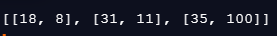 [[18, 8], [31, 11], [35, 100]]